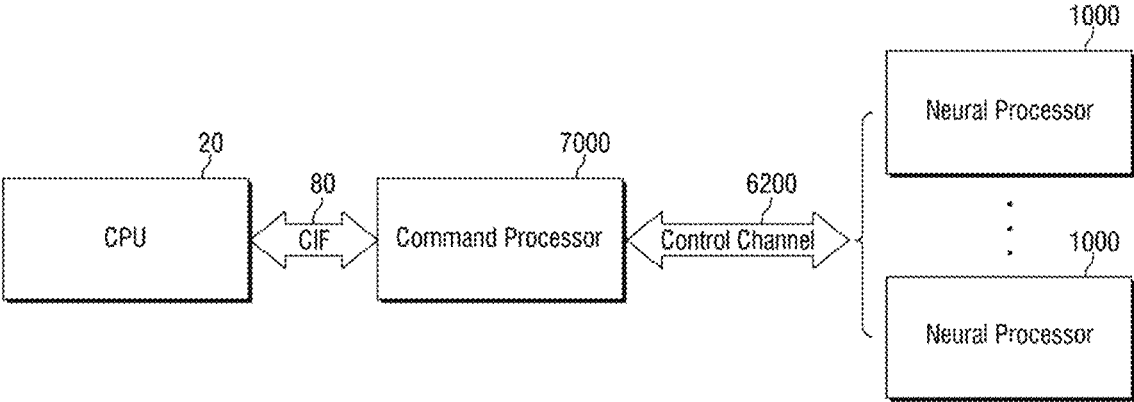 1000
Neural Processor
20
7000
80
6200
CPU
CIF
Command Processor
Control Channel
1000
Neural Processor